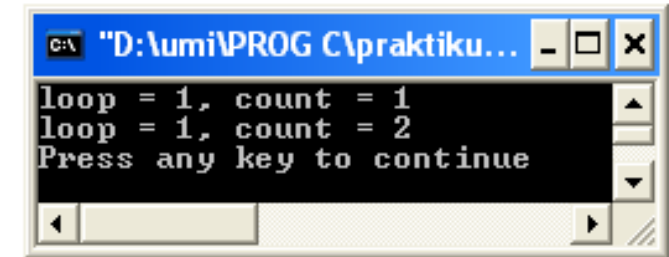 "D:\umi\PROG C\praktiku...
loop = 1, count = 1
loop = 1, count = 2
Press any key to continue